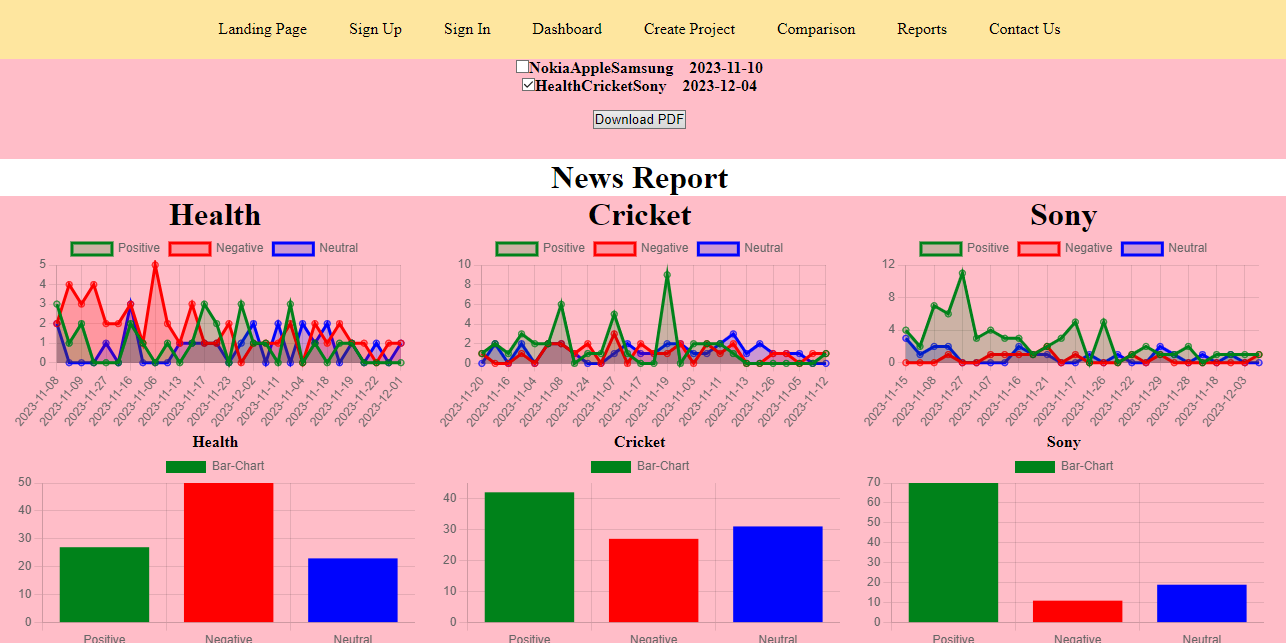 Landing Page Sign Up Sign In Dashboard Create Project Comparison Reports Contact Us
NokiaAppleSamsung 2023-11-10
HealthCricketSony 2023-12-04
Download PDF
News Report
Health Cricket Sony
Positive Negative Neutral Positive Negative Neutral Positive Negative Neutral
5
4
3
2
1
0
2023-11-08 2023-11-09 2023-11-27 2023-11-16 2023-11-06 2023-11-13 2023-11-17 2023-11-23 2023-12-02 2023-11-11 2023-12-04 2023-11-18 2023-11-19 2023-11-22 2023-12-01
10
8
6
4
2
0
2023-11-20 2023-11-16 2023-11-04 2023-11-08 2023-11-24 2023-11-07 2023-11-17 2023-11-19 2023-11-03 2023-11-11 2023-11-13 2023-11-26 2023-11-05 2023-11-12
12
8
4
0
2023-11-15 2023-11-08 2023-11-27 2023-11-07 2023-11-16 2023-11-21 2023-11-17 2023-11-26 2023-11-22 2023-11-29 2023-11-28 2023-11-18 2023-12-03
Health Cricket Sony
Bar-Chart Bar-Chart Bar-Chart
50
40
30
20
10
0
Positive Negative Neutral
40
30
20
10
0
Positive Negative Neutral
70
60
50
40
30
20
10
0
Positive Negative Neutral